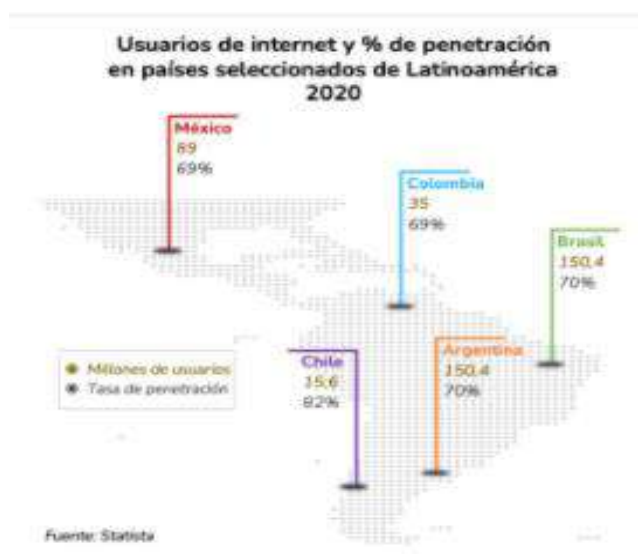 Usuarios de internet y % de penetración
en países seleccionados de Latinoamérica
2020
México
89
69%
Colombia
35
69%
Brasil
150,4
70%
Chile
15,6
82%
Argentina
150,4
70%
Millones de usuarios
Tasa de penetración
Fuente: Statista